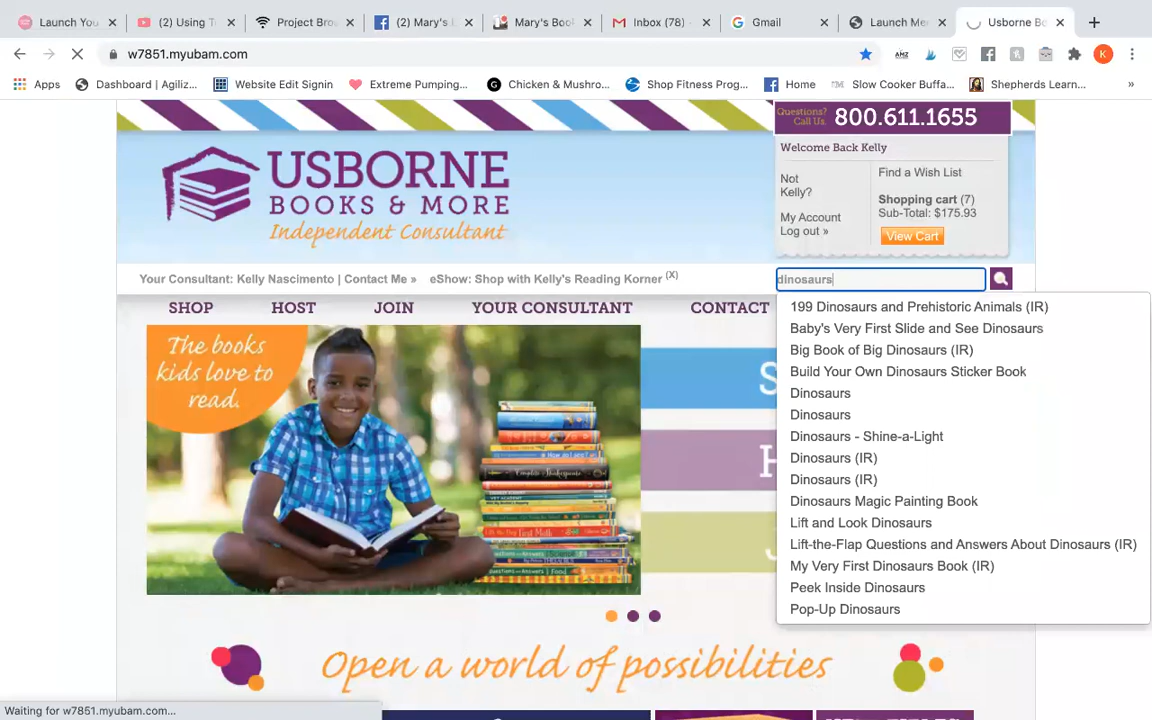 Launch You
(2) Using T
Project Bro
(2) Mary's
Mary's Boo
Inbox (78) -
Gmail
Launch Me
Usborne Bo
w7851.myubam.com
Apps
Dashboard | Agiliz...
Website Edit Signin
Extreme Pumping...
Chicken & Mushro...
Shop Fitness Prog...
Home
Slow Cooker Buffa...
Shepherds Learn...
»
Questions?
Call Us.
800.611.1655
Welcome Back Kelly
Not
Kelly?
My Account
Log out »
Find a Wish List
Shopping cart (7)
Sub-Total: $175.93
View Cart
USBORNE
BOOKS & MORE
Independent Consultant
Your Consultant: Kelly Nascimento | Contact Me » eShow: Shop with Kelly's Reading Korner (X)
dinosaurs
SHOP HOST JOIN YOUR CONSULTANT CONTACT
199 Dinosaurs and Prehistoric Animals (IR)
Baby's Very First Slide and See Dinosaurs
Big Book of Big Dinosaurs (IR)
Build Your Own Dinosaurs Sticker Book
Dinosaurs
Dinosaurs
Dinosaurs - Shine-a-Light
Dinosaurs (IR)
Dinosaurs (IR)
Dinosaurs Magic Painting Book
Lift and Look Dinosaurs
Lift-the-Flap Questions and Answers About Dinosaurs (IR)
My Very First Dinosaurs Book (IR)
Peek Inside Dinosaurs
Pop-Up Dinosaurs
The books
kids love to
read.
S
H
J
Open a world of possibilities
Waiting for w7851.myubam.com...